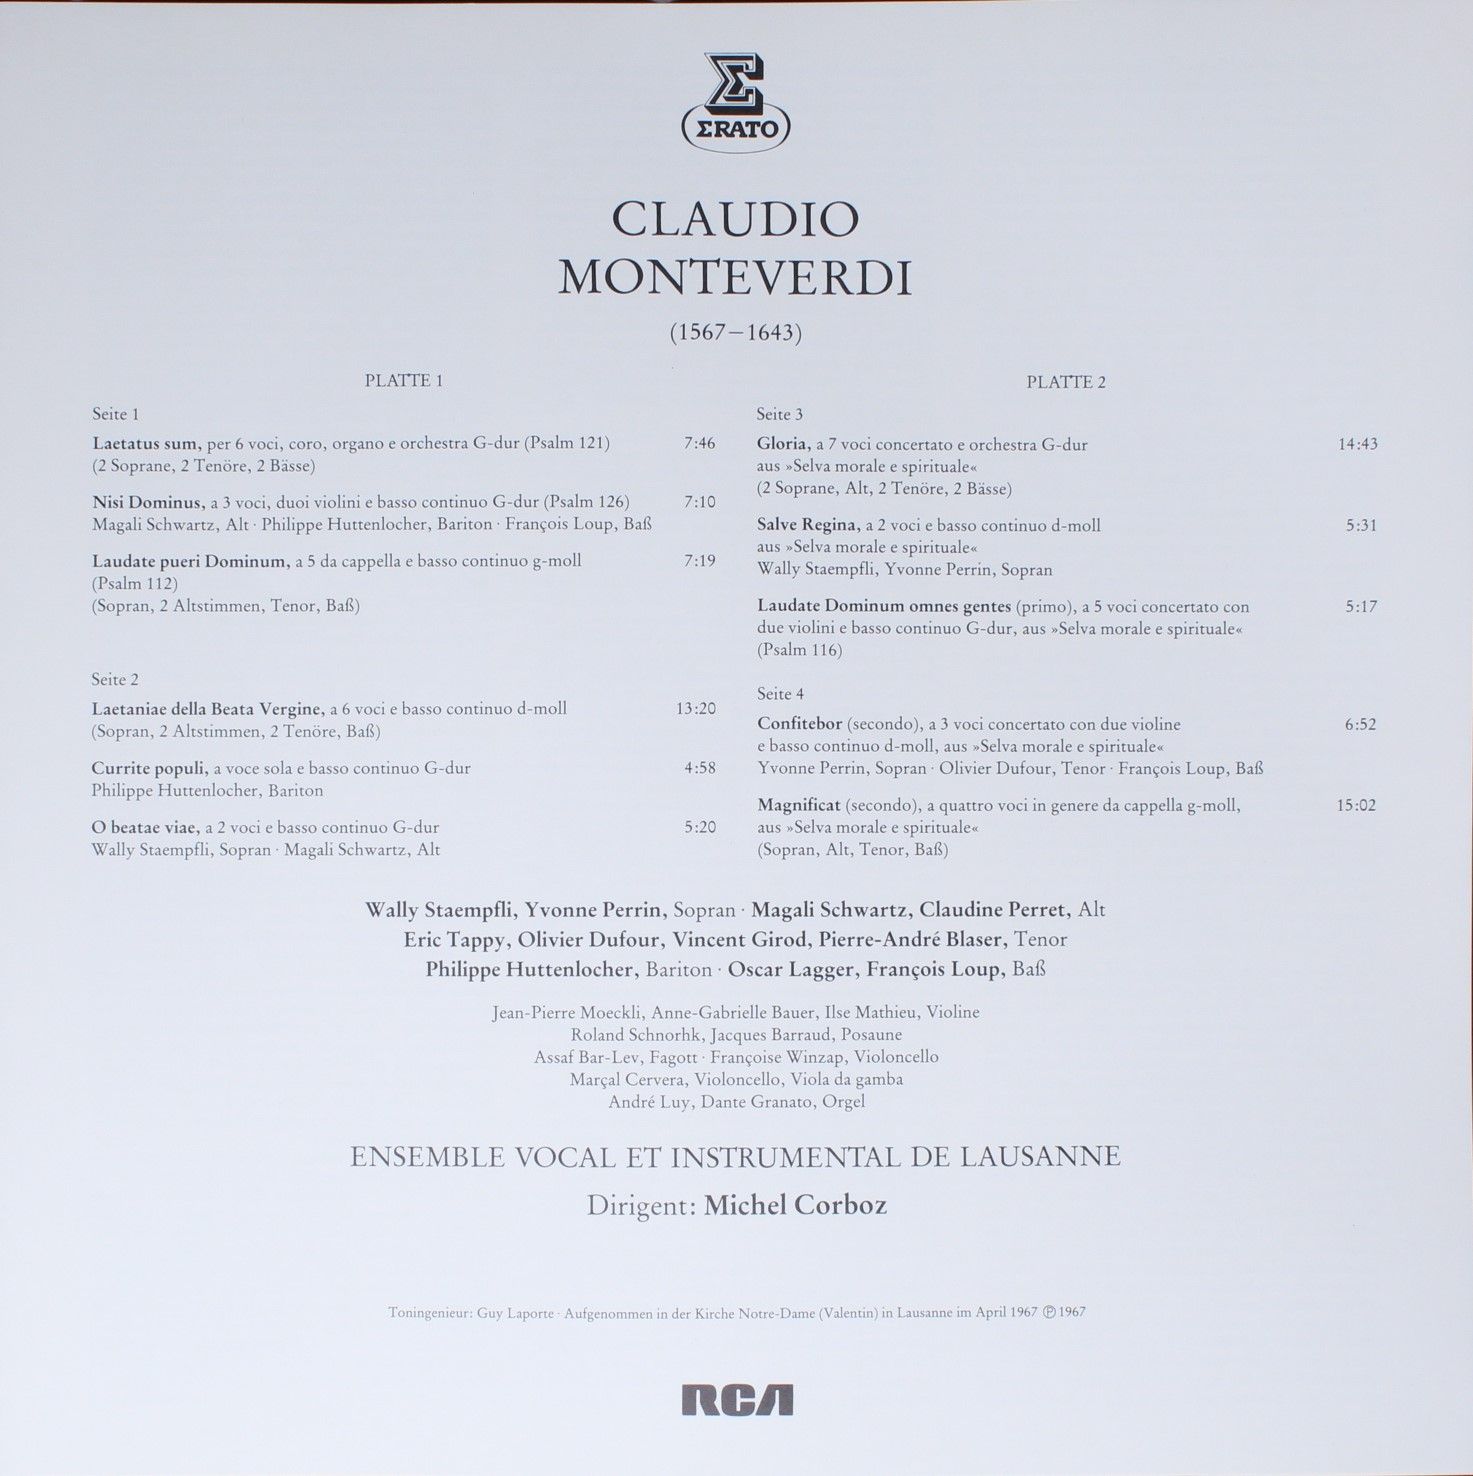 Σ
ΣRATO
CLAUDIO
MONTEVERDI
(1567–1643)
PLATTE 1
Seite 1
Laetatus sum, per 6 voci, coro, organo e orchestra G-dur (Psalm 121) 7:46
(2 Soprane, 2 Tenöre, 2 Bässe)
Nisi Dominus, a 3 voci, duoi violini e basso continuo G-dur (Psalm 126) 7:10
Magali Schwartz, Alt · Philippe Huttenlocher, Bariton · François Loup, Baß
Laudate pueri Dominum, a 5 da cappella e basso continuo g-moll 7:19
(Psalm 112)
(Sopran, 2 Altstimmen, Tenor, Baß)
Seite 2
Laetaniae della Beata Vergine, a 6 voci e basso continuo d-moll 13:20
(Sopran, 2 Altstimmen, 2 Tenöre, Baß)
Currite populi, a voce sola e basso continuo G-dur 4:58
Philippe Huttenlocher, Bariton
O beatae viae, a 2 voci e basso continuo G-dur 5:20
Wally Staempfli, Sopran · Magali Schwartz, Alt
PLATTE 2
Seite 3
Gloria, a 7 voci concertato e orchestra G-dur 14:43
aus »Selva morale e spirituale«
(2 Soprane, Alt, 2 Tenöre, 2 Bässe)
Salve Regina, a 2 voci e basso continuo d-moll 5:31
aus »Selva morale e spirituale«
Wally Staempfli, Yvonne Perrin, Sopran
Laudate Dominum omnes gentes (primo), a 5 voci concertato con 5:17
due violini e basso continuo G-dur, aus »Selva morale e spirituale«
(Psalm 116)
Seite 4
Confitebor (secondo), a 3 voci concertato con due violine 6:52
e basso continuo d-moll, aus »Selva morale e spirituale«
Yvonne Perrin, Sopran · Olivier Dufour, Tenor · François Loup, Baß
Magnificat (secondo), a quattro voci in genere da cappella g-moll, 15:02
aus »Selva morale e spirituale«
(Sopran, Alt, Tenor, Baß)
Wally Staempfli, Yvonne Perrin, Sopran · Magali Schwartz, Claudine Perret, Alt
Eric Tappy, Olivier Dufour, Vincent Girod, Pierre-André Blaser, Tenor
Philippe Huttenlocher, Bariton · Oscar Lagger, François Loup, Baß
Jean-Pierre Moeckli, Anne-Gabrielle Bauer, Ilse Mathieu, Violine
Roland Schnorhk, Jacques Barraud, Posaune
Assaf Bar-Lev, Fagott · Françoise Winzap, Violoncello
Marçal Cervera, Violoncello, Viola da gamba
André Luy, Dante Granato, Orgel
ENSEMBLE VOCAL ET INSTRUMENTAL DE LAUSANNE
Dirigent: Michel Corboz
Toningenieur: Guy Laporte · Aufgenommen in der Kirche Notre-Dame (Valentin) in Lausanne im April 1967 ℗ 1967
RCA